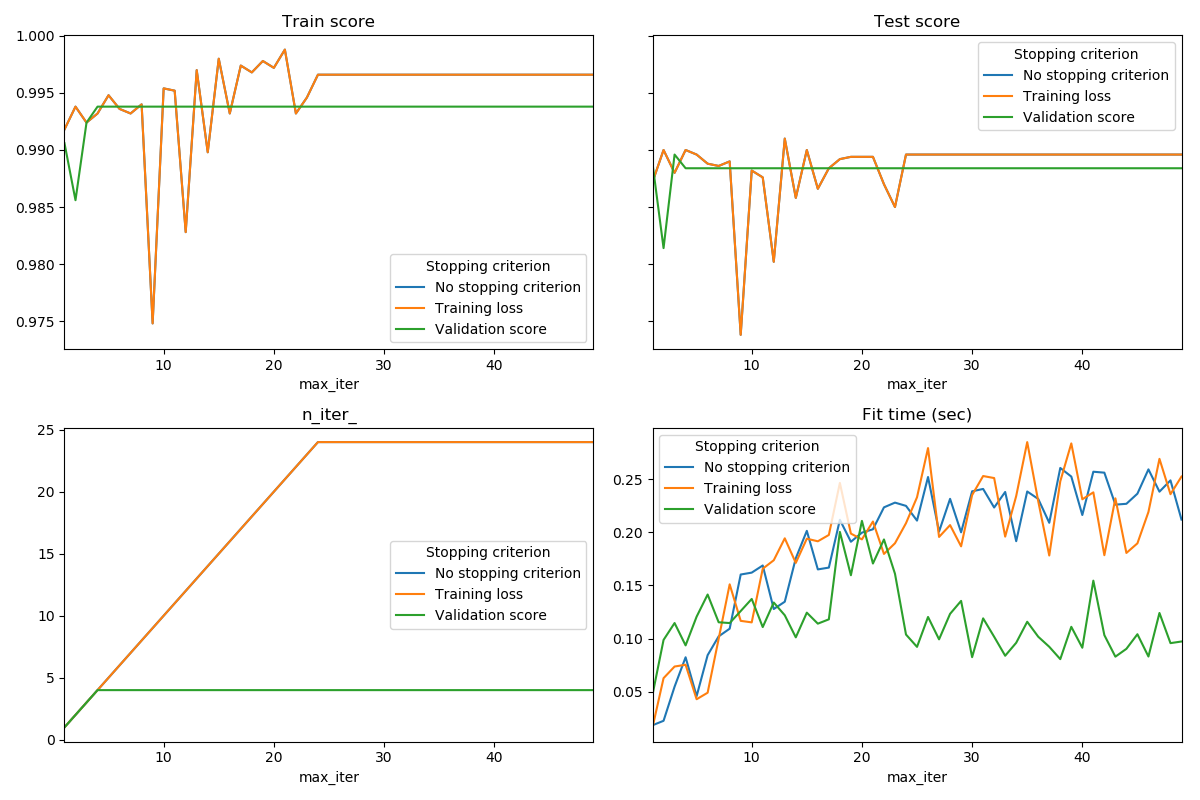 Train score
1.000
0.995
0.990
0.985
0.980
0.975
Stopping criterion
No stopping criterion
Training loss
Validation score
10 20 30 40
max_iter
Test score
Stopping criterion
No stopping criterion
Training loss
Validation score
10 20 30 40
max_iter
n_iter_
25
20
15
10
5
0
Stopping criterion
No stopping criterion
Training loss
Validation score
10 20 30 40
max_iter
Fit time (sec)
Stopping criterion
No stopping criterion
Training loss
Validation score
0.25
0.20
0.15
0.10
0.05
10 20 30 40
max_iter